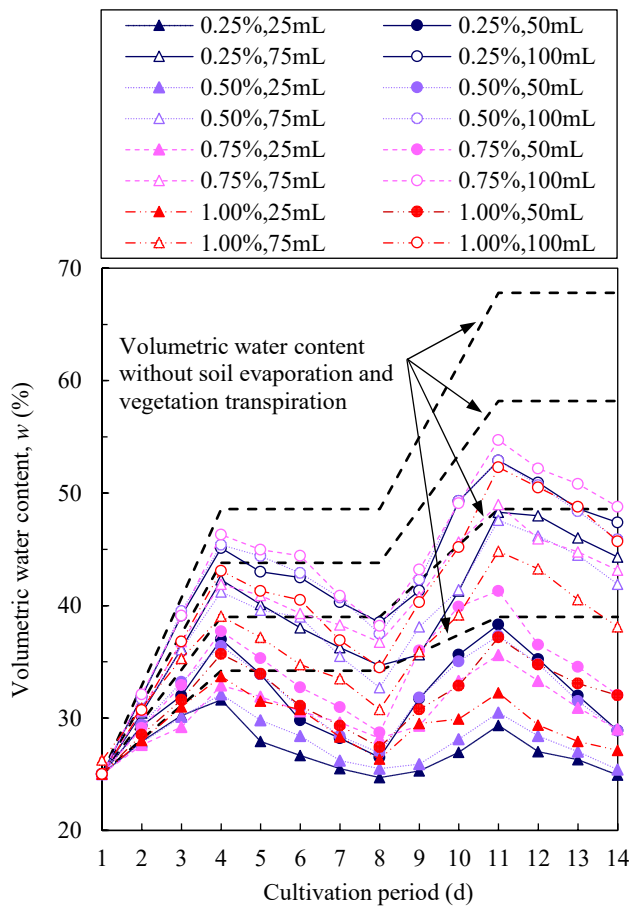 0.25%,25mL 0.25%,50mL
0.25%,75mL 0.25%,100mL
0.50%,25mL 0.50%,50mL
0.50%,75mL 0.50%,100mL
0.75%,25mL 0.75%,50mL
0.75%,75mL 0.75%,100mL
1.00%,25mL 1.00%,50mL
1.00%,75mL 1.00%,100mL
70
60
50
40
30
20
Volumetric water content, w (%)
Volumetric water content
without soil evaporation and
vegetation transpiration
1 2 3 4 5 6 7 8 9 10 11 12 13 14
Cultivation period (d)